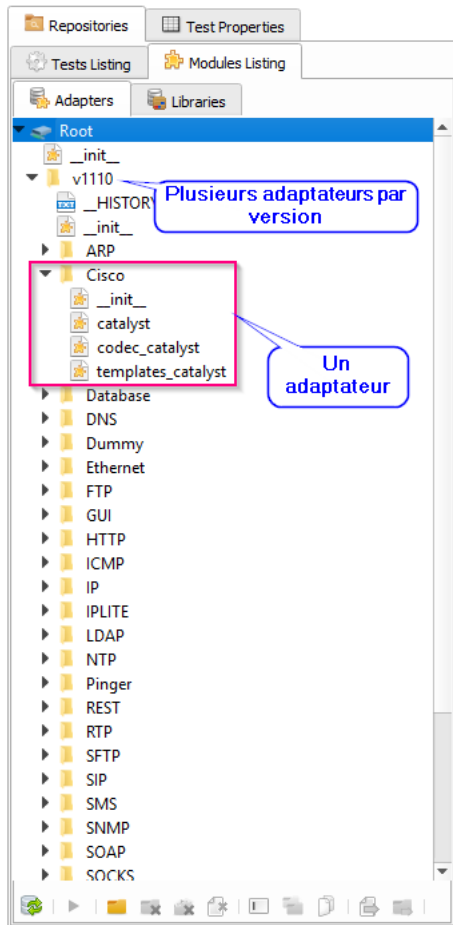 Repositories
Test Properties
Tests Listing
Modules Listing
Adapters
Libraries
Root
__init__
v1110
Plusieurs adaptateurs par
version
__HISTORY
__init__
ARP
Cisco
__init__
catalyst
codec_catalyst
templates_catalyst
Un
adaptateur
Database
DNS
Dummy
Ethernet
FTP
GUI
HTTP
ICMP
IP
IPLITE
LDAP
NTP
Pinger
REST
RTP
SFTP
SIP
SMS
SNMP
SOAP
SOCKS